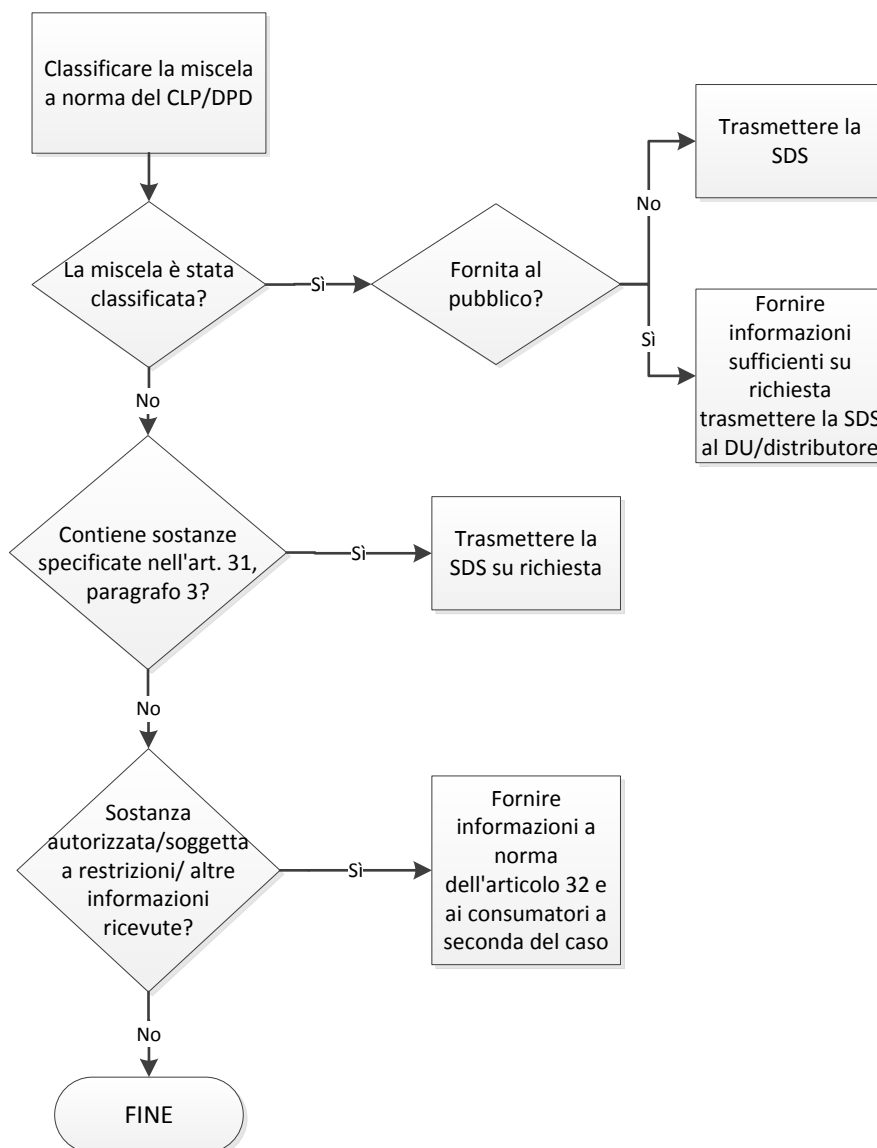 Classificare la miscela
a norma del CLP/DPD
Trasmettere la
SDS
No
La miscela è stata
classificata?
Sì
Fornita al
pubblico?
Sì
Fornire
informazioni
sufficienti su
richiesta
trasmettere la SDS
al DU/distributore
No
Contiene sostanze
specificate nell'art. 31,
paragrafo 3?
Sì
Trasmettere la
SDS su richiesta
No
Sostanza
autorizzata/soggetta
a restrizioni/ altre
informazioni
ricevute?
Sì
Fornire
informazioni a
norma
dell'articolo 32 e
ai consumatori a
seconda del caso
No
FINE